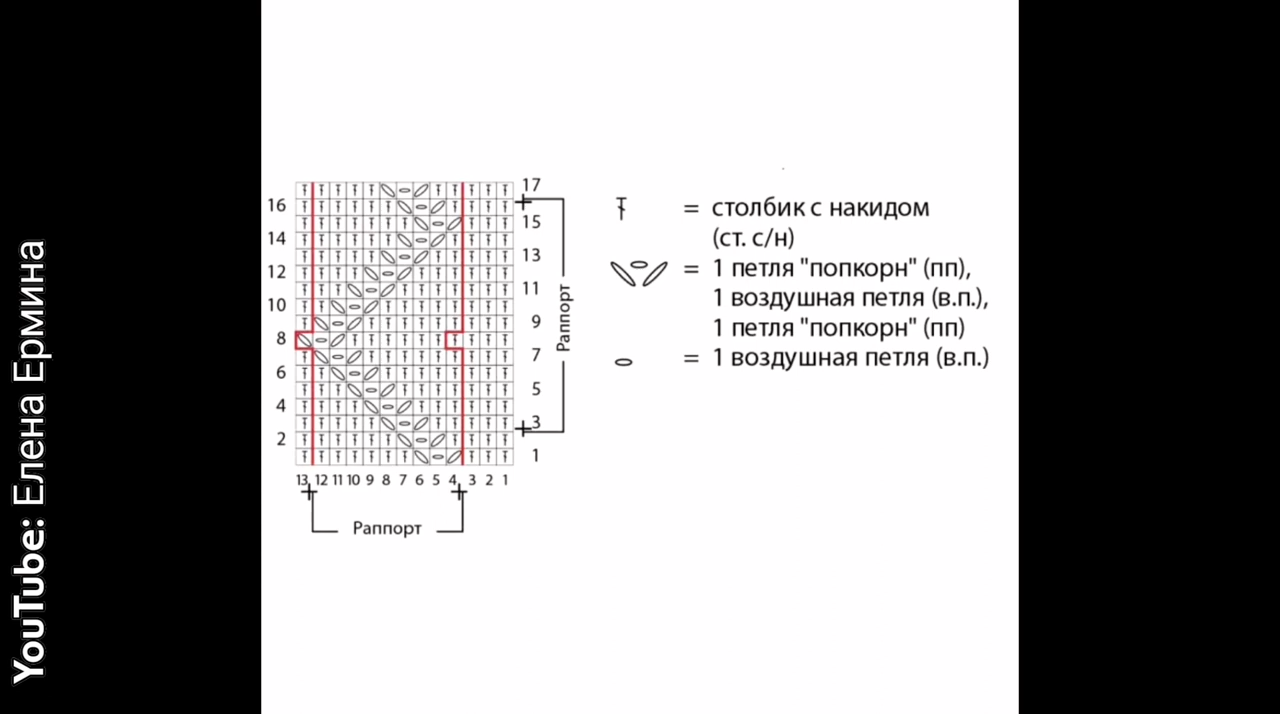 YouTube: Елена Ермина
17
16
15
14
13
12
11
10
9
8
7
6
5
4
3
2
1
13 12 11 10 9 8 7 6 5 4 3 2 1
Раппорт
Раппорт
= столбик с накидом
(ст. с/н)
= 1 петля "попкорн" (пп),
1 воздушная петля (в.п.),
1 петля "попкорн" (пп)
= 1 воздушная петля (в.п.)